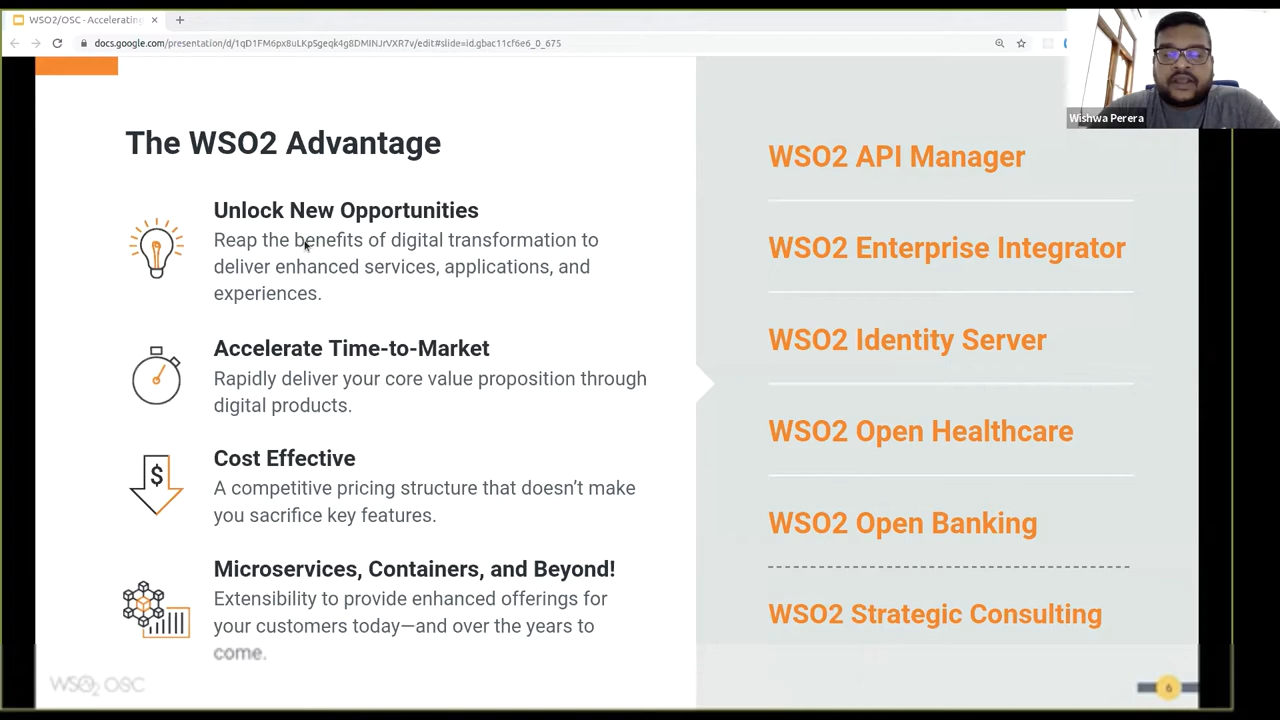 WSO2/OSC - Accelerating
docs.google.com/presentation/d/1qD1FM6px8uLKpSgeqk4g8DMINJrVXR7v/edit#slide=id.gbac11cf6e6_0_675
Wishwa Perera
The WSO2 Advantage
Unlock New Opportunities
Reap the benefits of digital transformation to
deliver enhanced services, applications, and
experiences.
Accelerate Time-to-Market
Rapidly deliver your core value proposition through
digital products.
$
Cost Effective
A competitive pricing structure that doesn't make
you sacrifice key features.
Microservices, Containers, and Beyond!
Extensibility to provide enhanced offerings for
your customers today—and over the years to
come.
WSO2 API Manager
WSO2 Enterprise Integrator
WSO2 Identity Server
WSO2 Open Healthcare
WSO2 Open Banking
WSO2 Strategic Consulting
WSO2 OSC
6